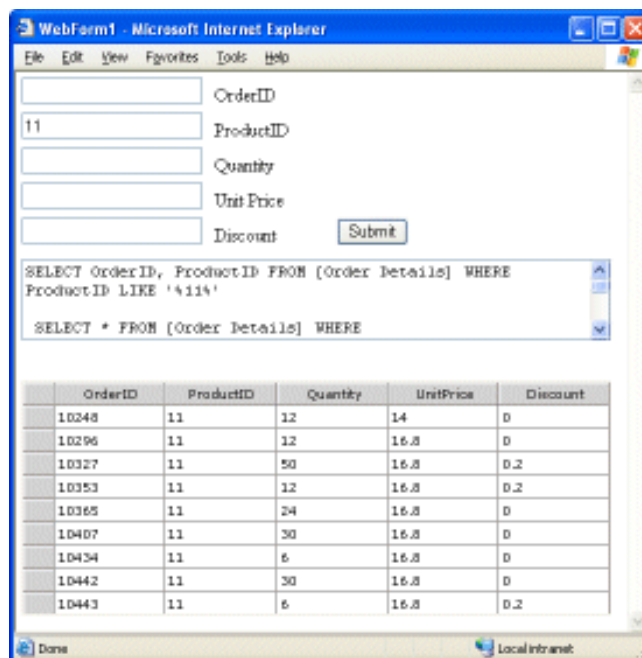 WebForm1 - Microsoft Internet Explorer
File Edit View Favorites Tools Help
OrderID
11 ProductID
Quantity
Unit Price
Discount Submit
SELECT OrderID, ProductID FROM [Order Details] WHERE
ProductID LIKE '%11%'
SELECT * FROM [Order Details] WHERE
OrderID ProductID Quantity UnitPrice Discount
10248 11 12 14 0
10296 11 12 16.8 0
10327 11 50 16.8 0.2
10353 11 12 16.8 0.2
10365 11 24 16.8 0
10407 11 30 16.8 0
10434 11 6 16.8 0
10442 11 30 16.8 0
10443 11 6 16.8 0.2
Done Local intranet